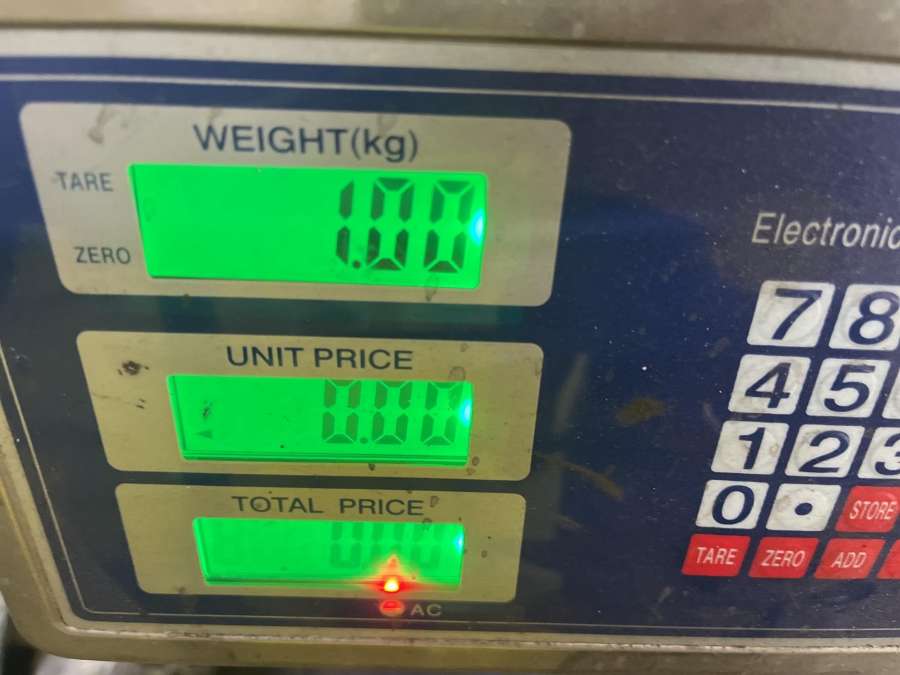 WEIGHT(kg)
TARE
1.00
ZERO
Electronic
UNIT PRICE
0.00
TOTAL PRICE
0.00
AC
7 8
4 5
1 2 3
0 . STORE
TARE ZERO ADD